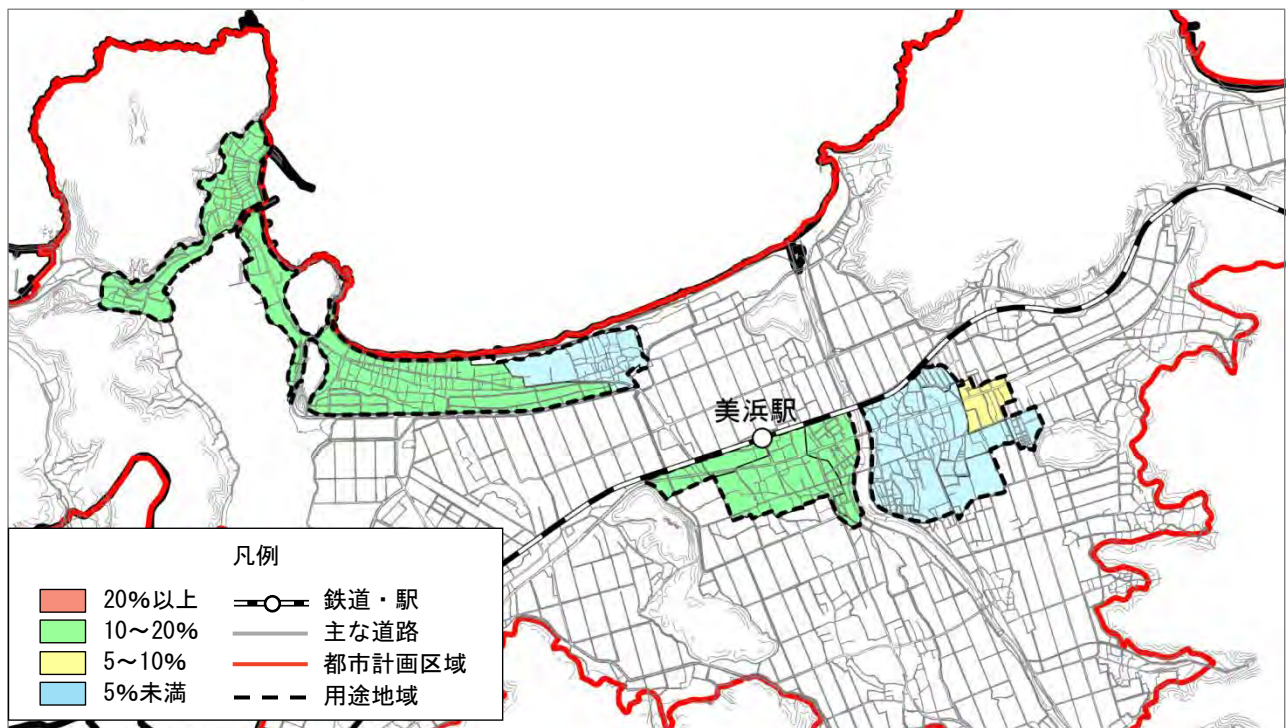 美浜駅
凡例
20%以上
10~20%
5~10%
5%未満
鉄道・駅
主な道路
都市計画区域
用途地域